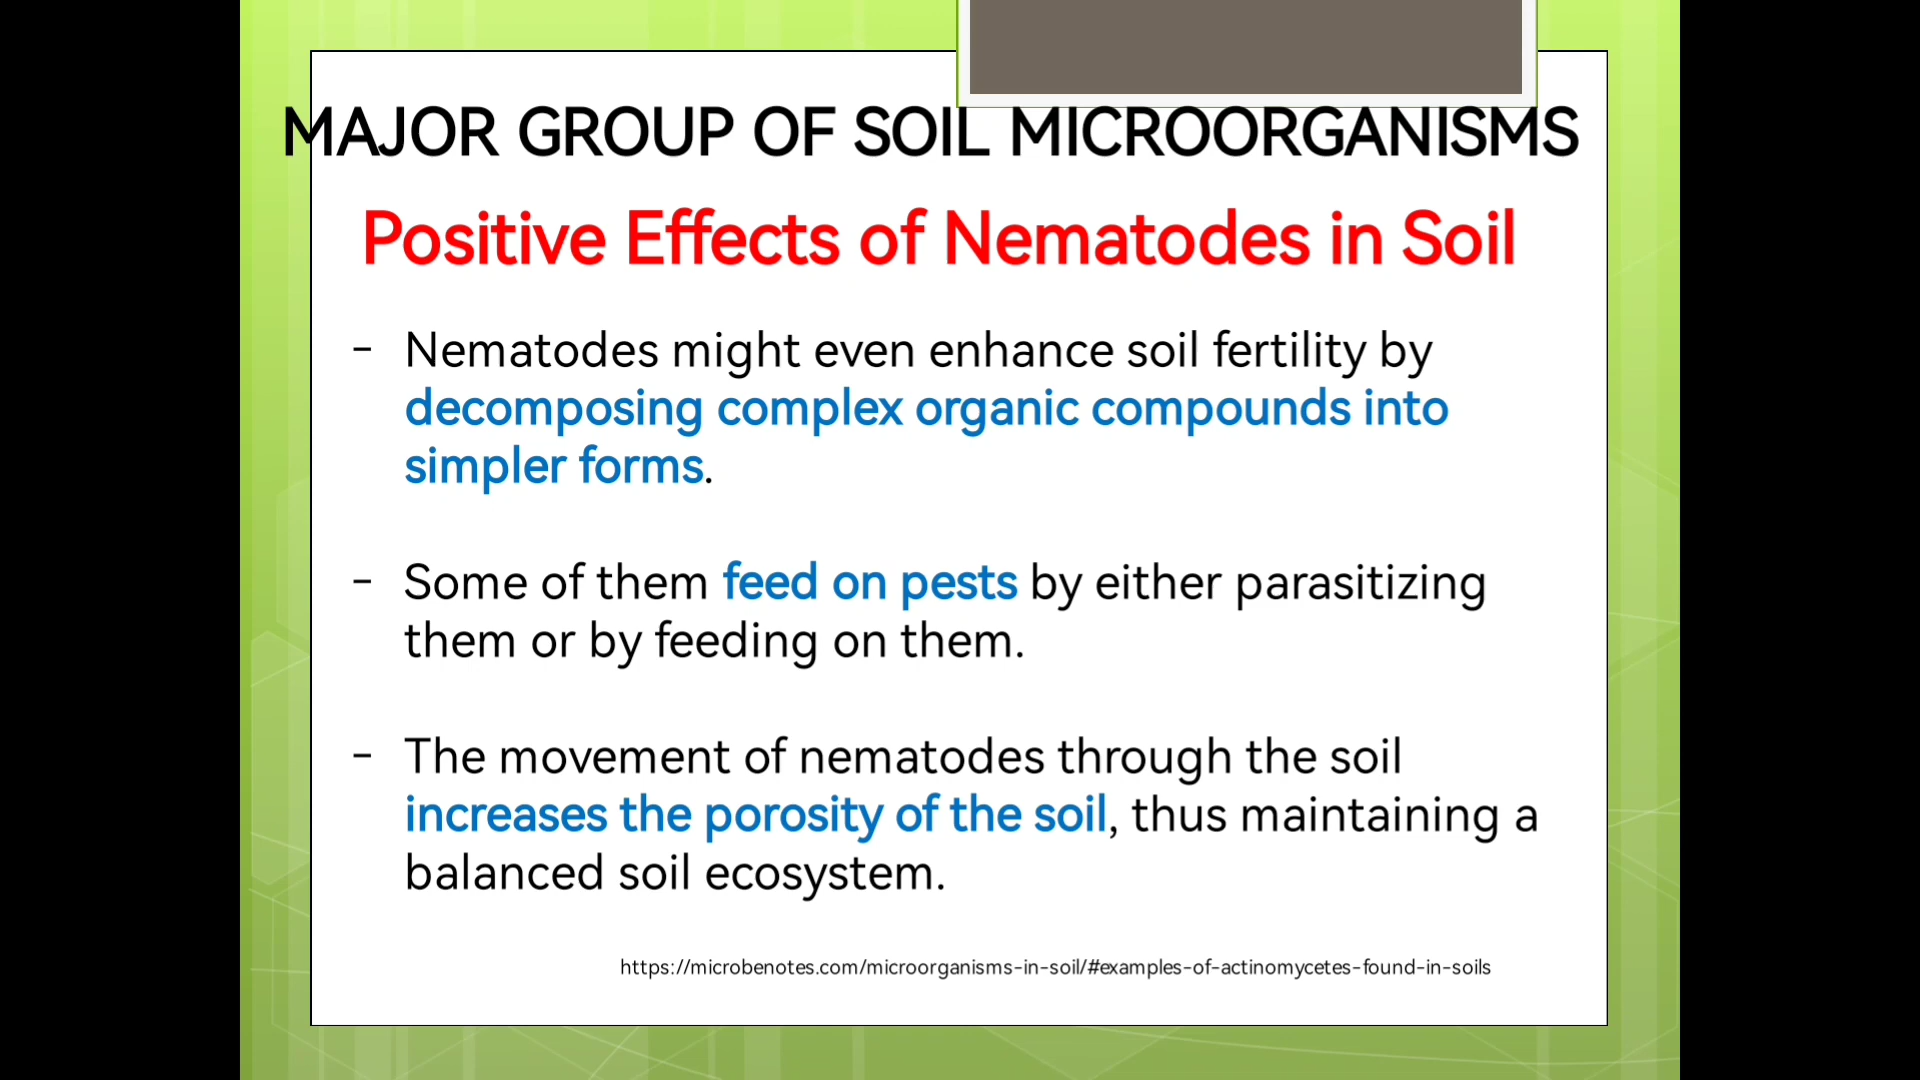 MAJOR GROUP OF SOIL MICROORGANISMS
Positive Effects of Nematodes in Soil
- Nematodes might even enhance soil fertility by
decomposing complex organic compounds into
simpler forms.
- Some of them feed on pests by either parasitizing
them or by feeding on them.
- The movement of nematodes through the soil
increases the porosity of the soil, thus maintaining a
balanced soil ecosystem.
https://microbenotes.com/microorganisms-in-soil/#examples-of-actinomycetes-found-in-soils